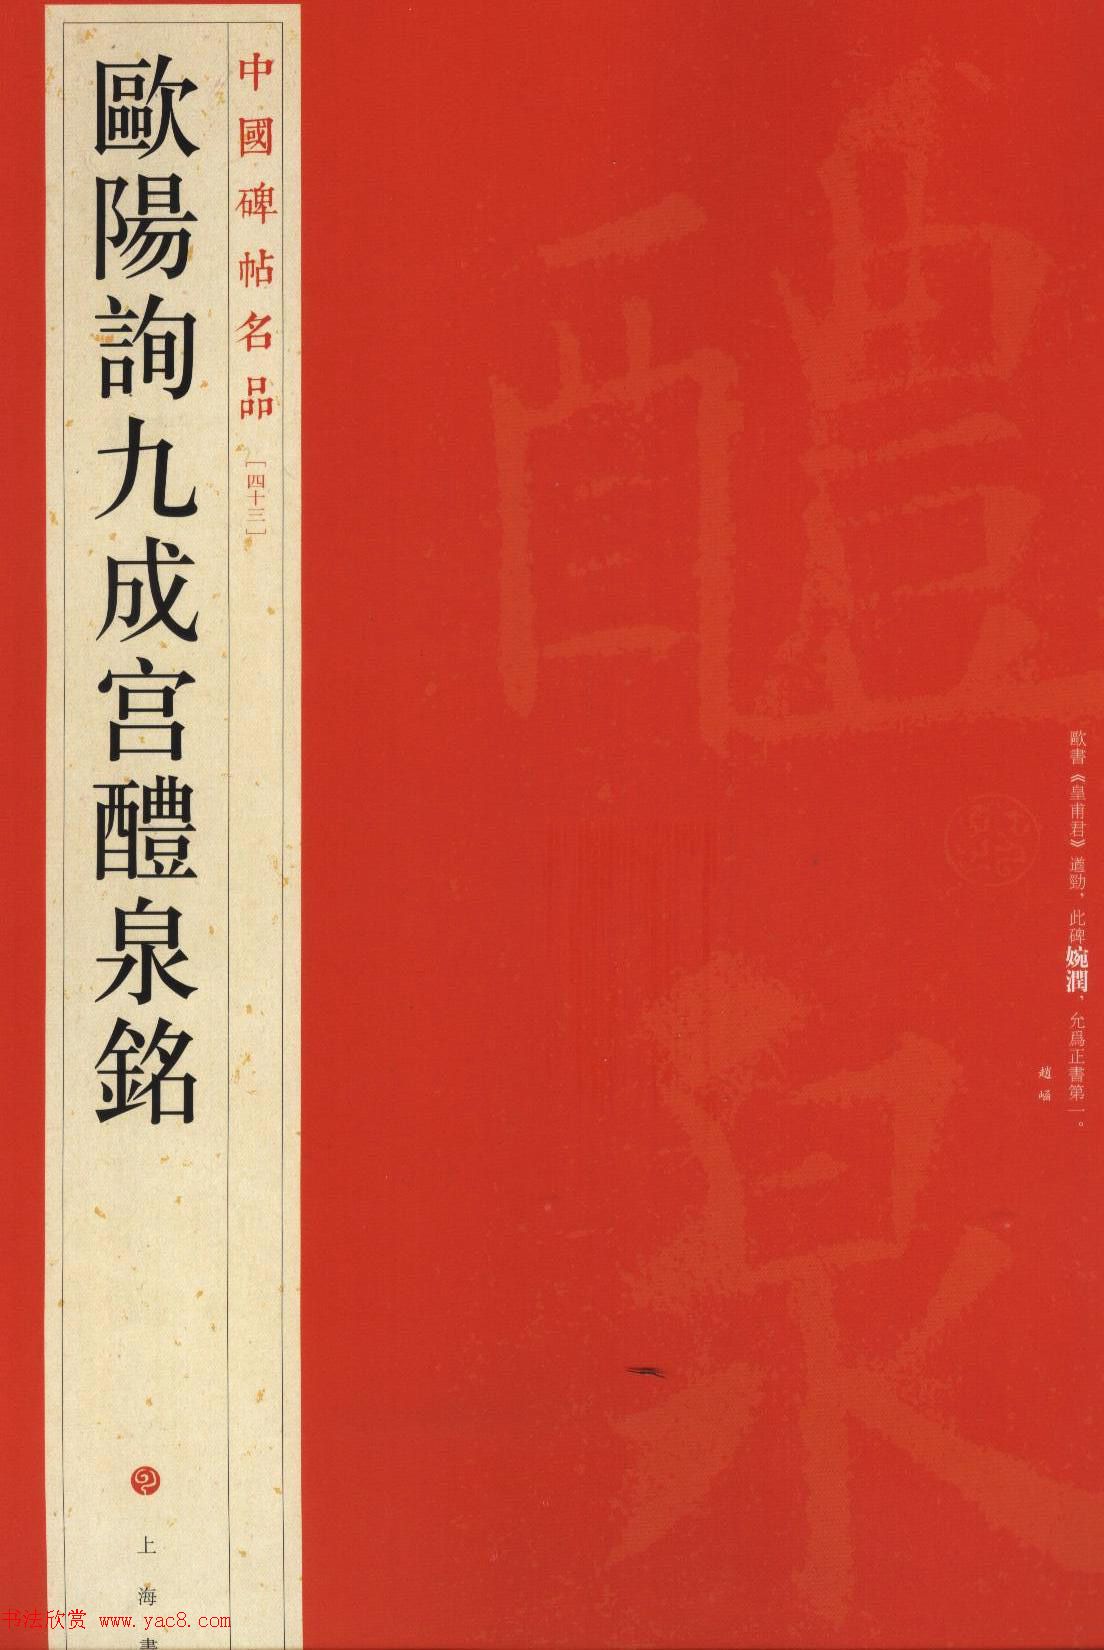 中國碑帖名品
[四十三]
歐陽詢九成宮醴泉銘
上海書
歐書《皇甫君》遒勁，此碑婉潤，允爲正書第一。
趙崡
醴泉
书法欣赏 www.yac8.com